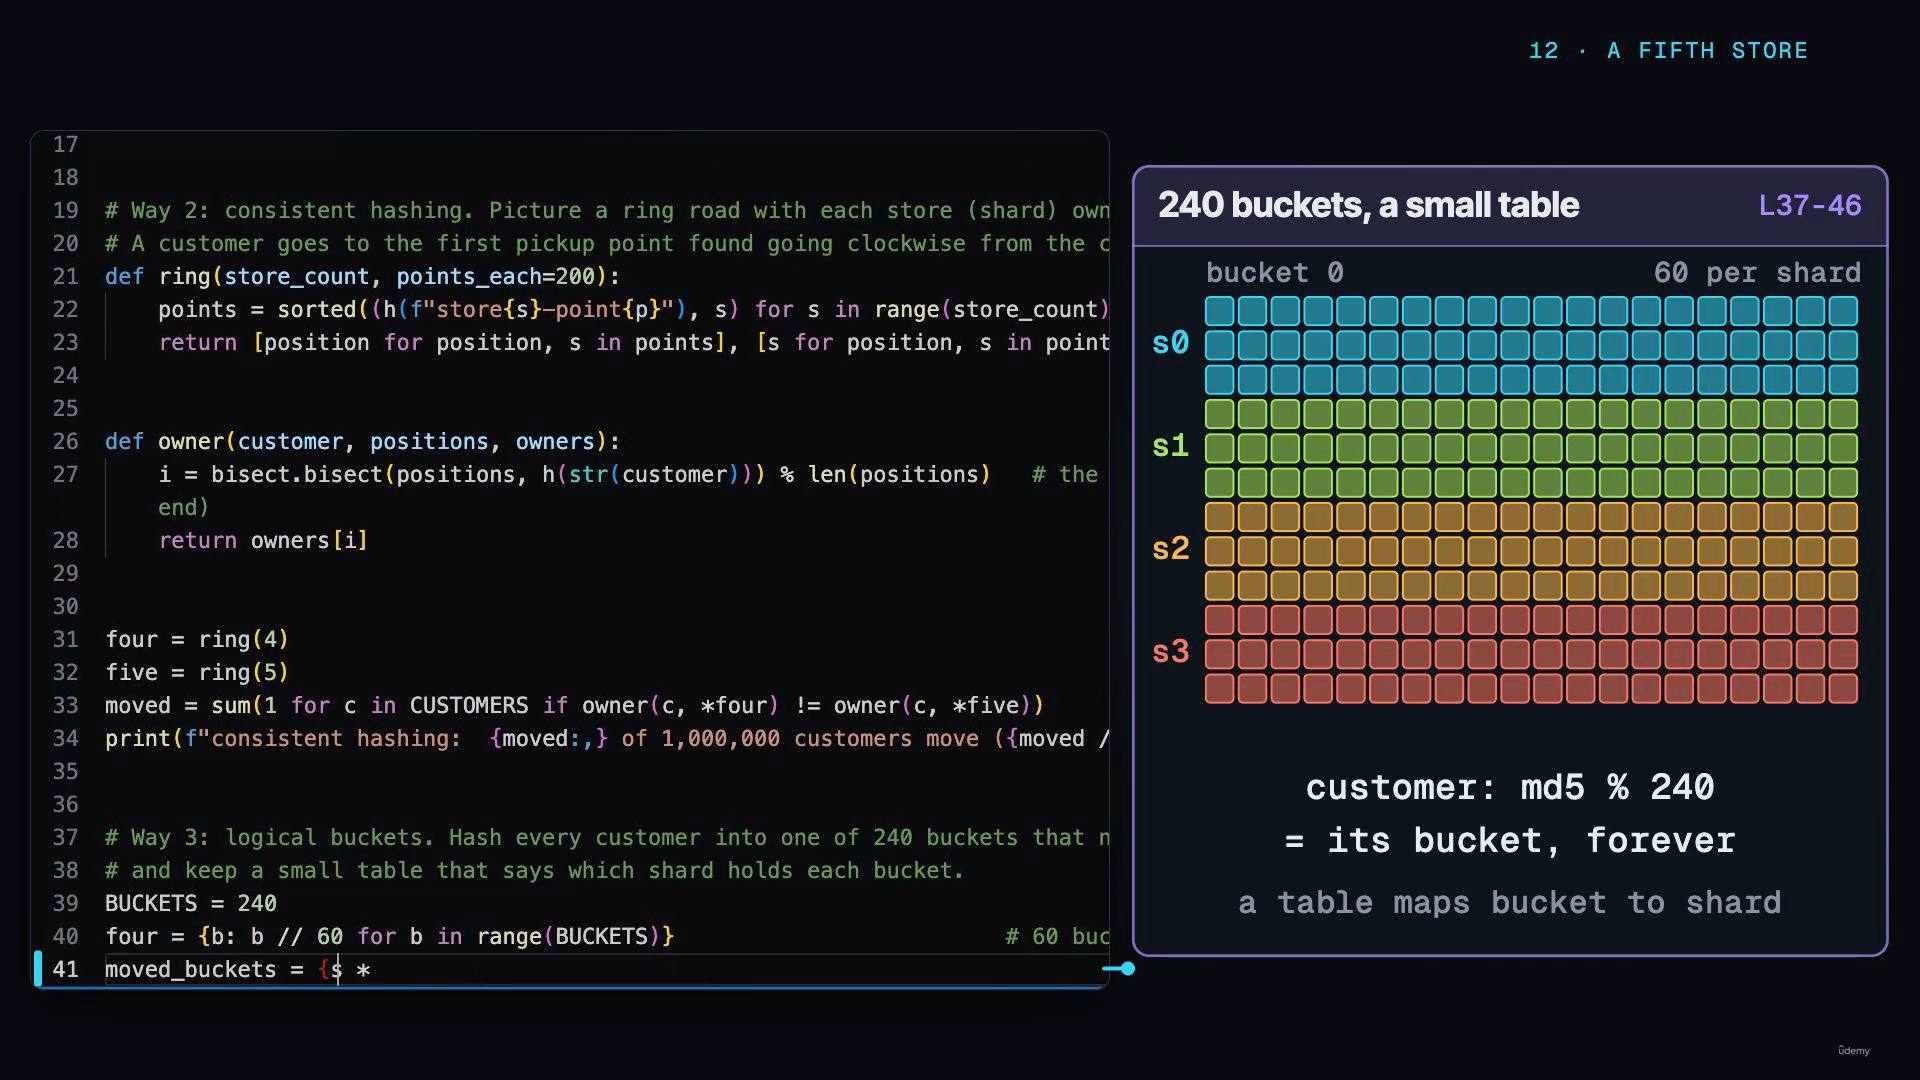 12 · A FIFTH STORE
17
18
19 # Way 2: consistent hashing. Picture a ring road with each store (shard) own
20 # A customer goes to the first pickup point found going clockwise from the c
21 def ring(store_count, points_each=200):
22 points = sorted((h(f"store{s}-point{p}"), s) for s in range(store_count)
23 return [position for position, s in points], [s for position, s in point
24
25
26 def owner(customer, positions, owners):
27 i = bisect.bisect(positions, h(str(customer))) % len(positions) # the
end)
28 return owners[i]
29
30
31 four = ring(4)
32 five = ring(5)
33 moved = sum(1 for c in CUSTOMERS if owner(c, *four) != owner(c, *five))
34 print(f"consistent hashing: {moved:,} of 1,000,000 customers move ({moved /
35
36
37 # Way 3: logical buckets. Hash every customer into one of 240 buckets that n
38 # and keep a small table that says which shard holds each bucket.
39 BUCKETS = 240
40 four = {b: b // 60 for b in range(BUCKETS)} # 60 buc
41 moved_buckets = {s *
240 buckets, a small table L37-46
bucket 0 60 per shard
s0
s1
s2
s3
customer: md5 % 240
= its bucket, forever
a table maps bucket to shard
udemy